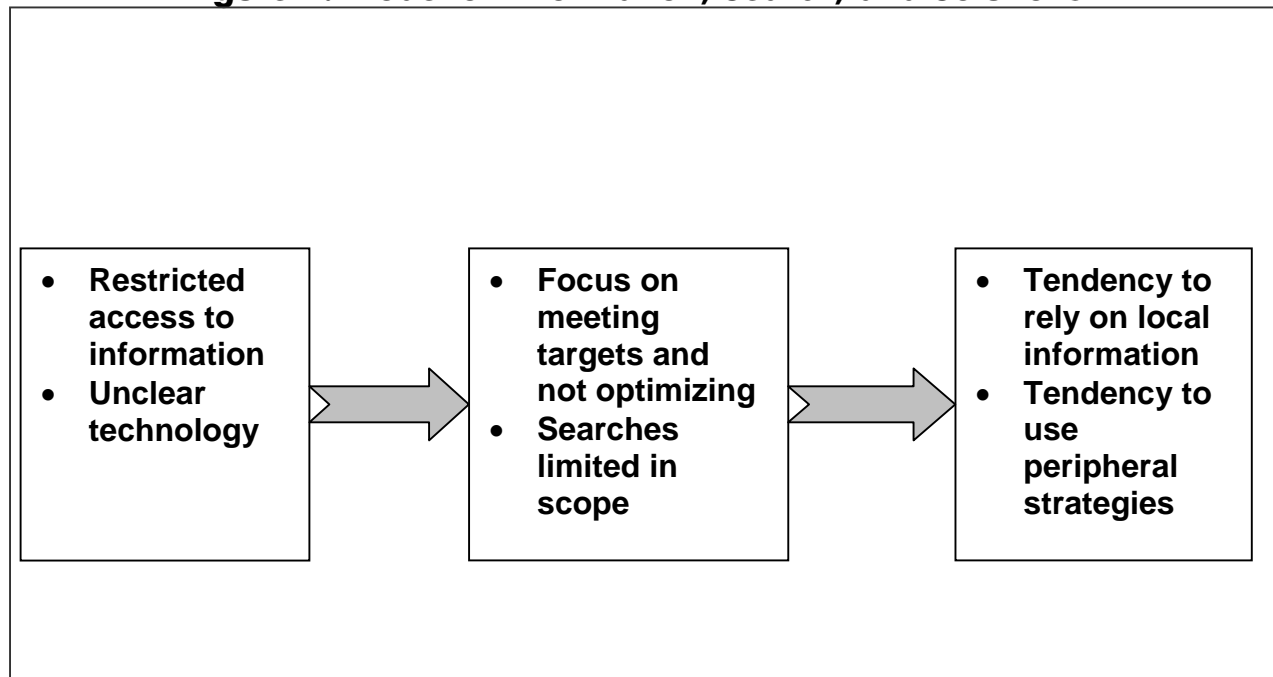 • Restricted
access to
information
• Unclear
technology
• Focus on
meeting
targets and
not optimizing
• Searches
limited in
scope
• Tendency to
rely on local
information
• Tendency to
use
peripheral
strategies